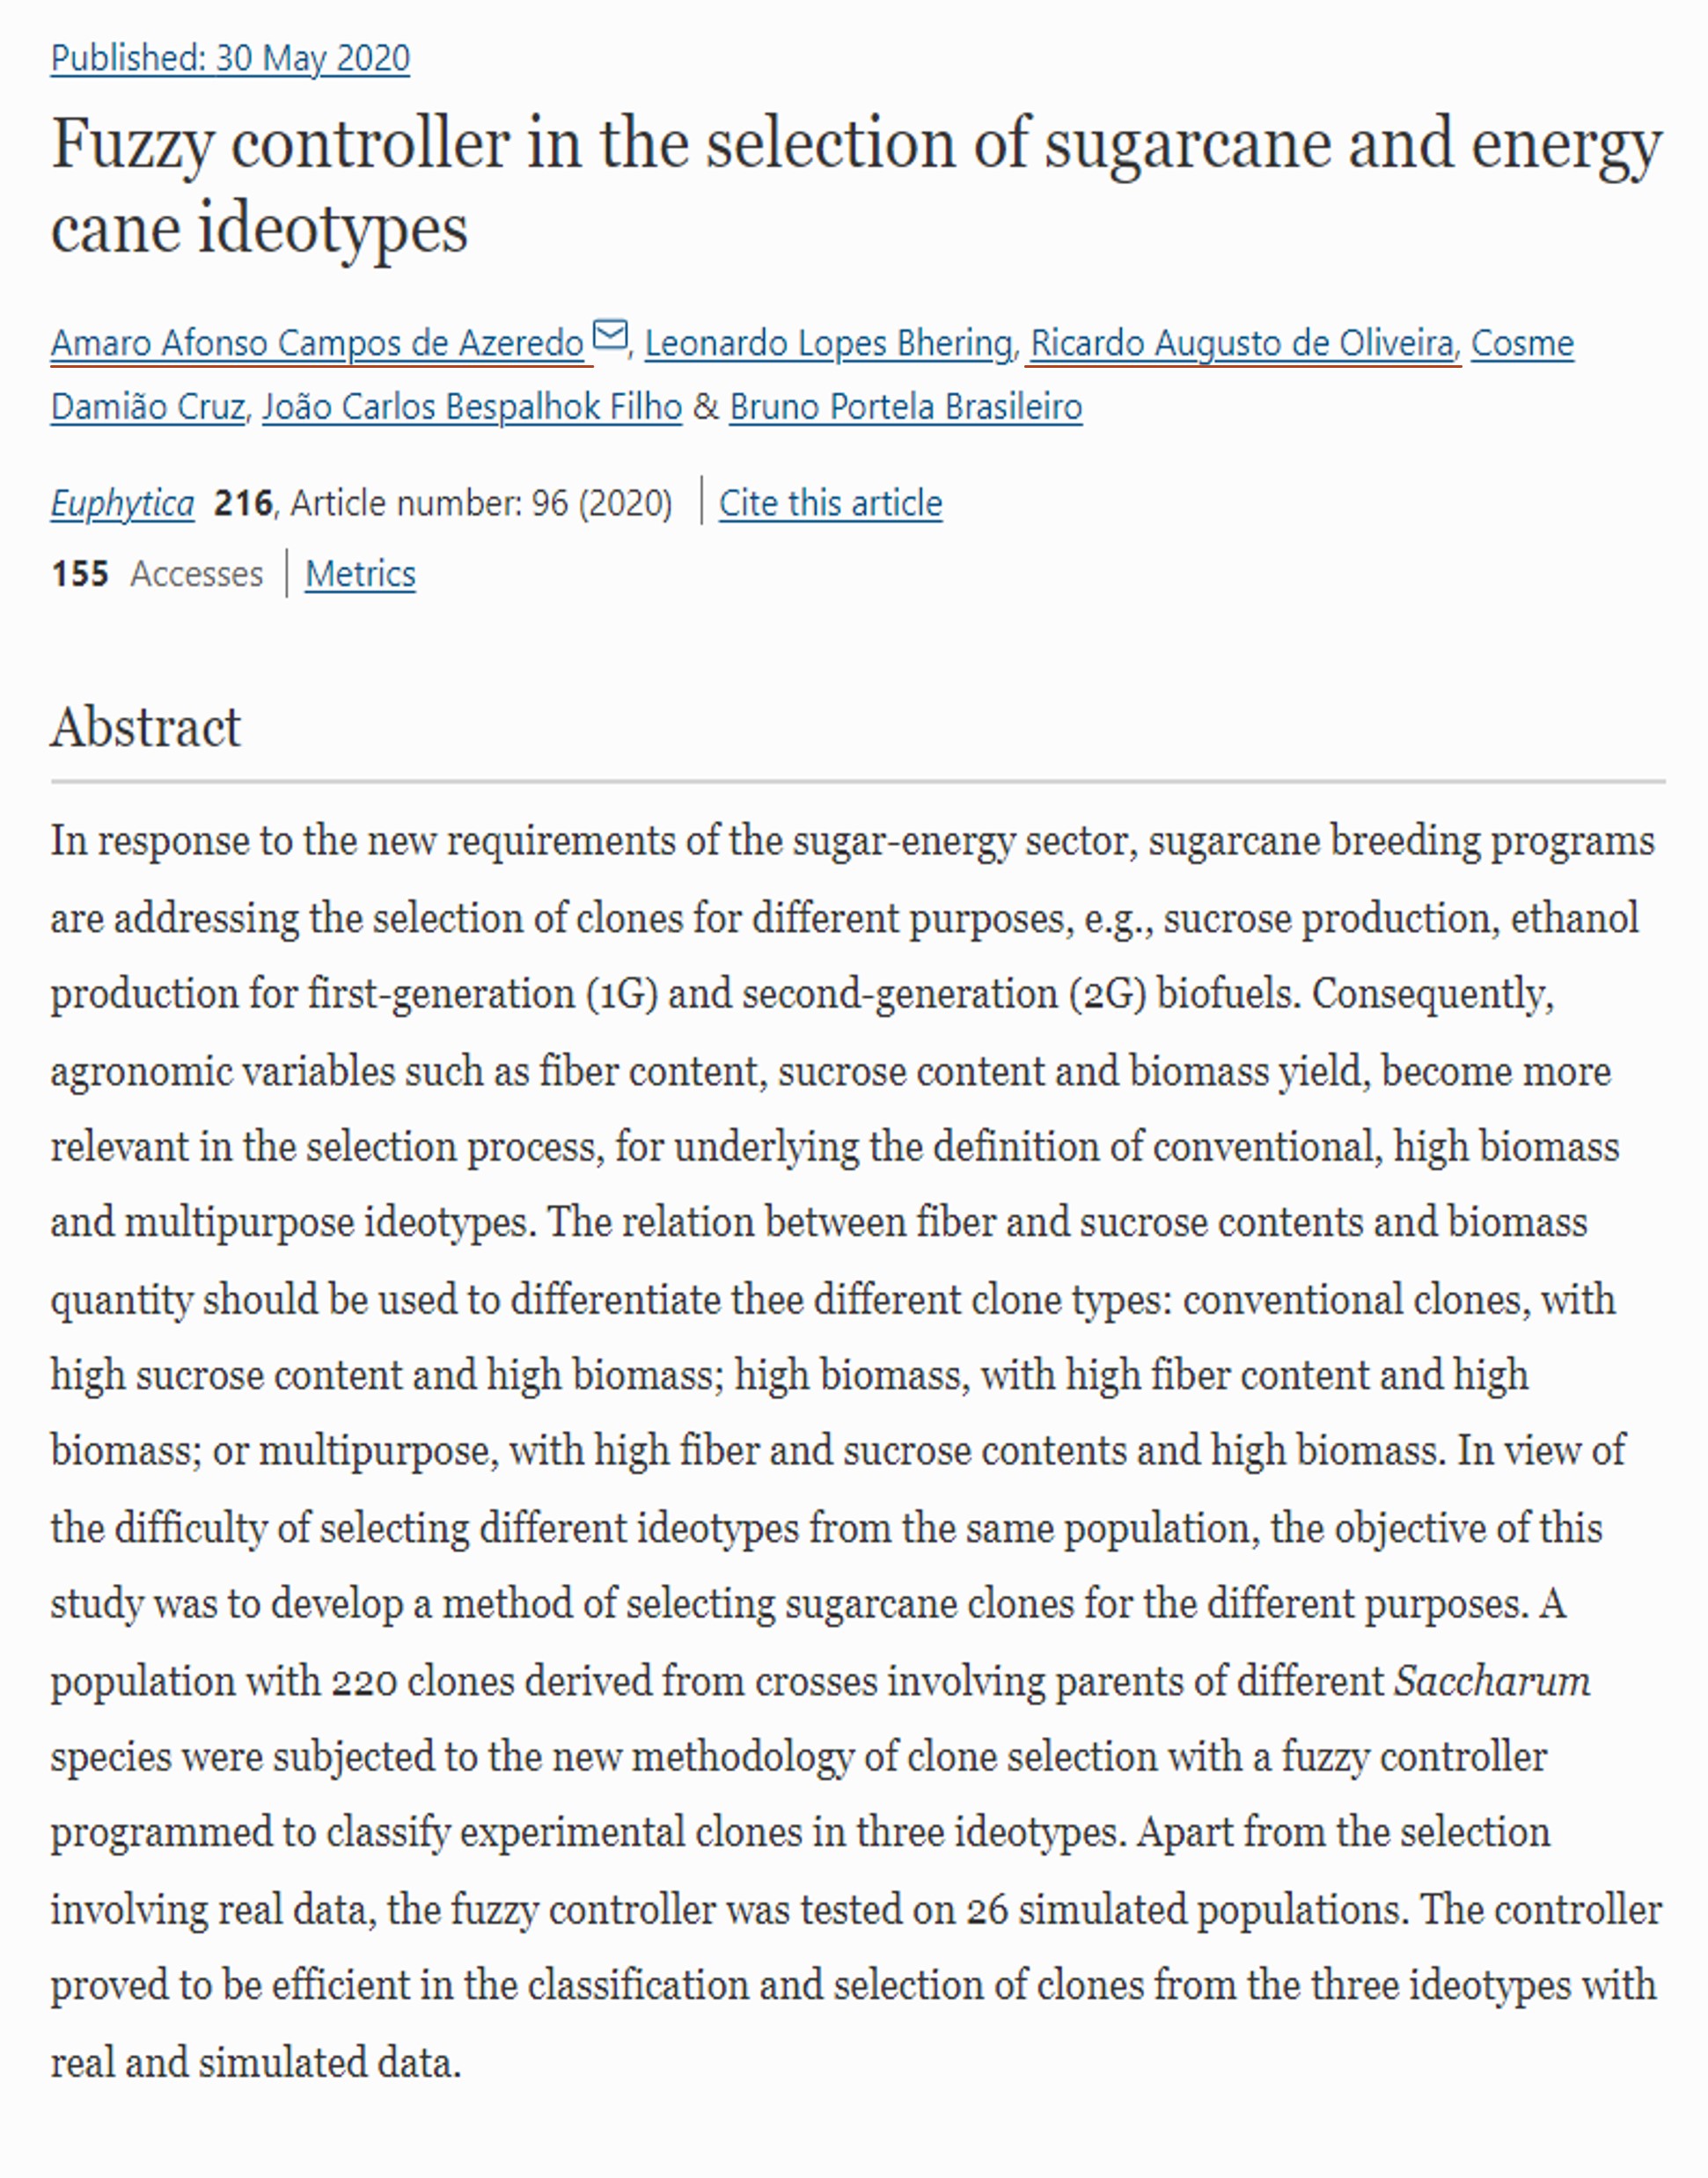 Published: 30 May 2020
Fuzzy controller in the selection of sugarcane and energy
cane ideotypes
Amaro Afonso Campos de Azeredo, Leonardo Lopes Bhering, Ricardo Augusto de Oliveira, Cosme
Damião Cruz, João Carlos Bespalhok Filho & Bruno Portela Brasileiro
Euphytica 216, Article number: 96 (2020) | Cite this article
155 Accesses | Metrics
Abstract
In response to the new requirements of the sugar-energy sector, sugarcane breeding programs
are addressing the selection of clones for different purposes, e.g., sucrose production, ethanol
production for first-generation (1G) and second-generation (2G) biofuels. Consequently,
agronomic variables such as fiber content, sucrose content and biomass yield, become more
relevant in the selection process, for underlying the definition of conventional, high biomass
and multipurpose ideotypes. The relation between fiber and sucrose contents and biomass
quantity should be used to differentiate thee different clone types: conventional clones, with
high sucrose content and high biomass; high biomass, with high fiber content and high
biomass; or multipurpose, with high fiber and sucrose contents and high biomass. In view of
the difficulty of selecting different ideotypes from the same population, the objective of this
study was to develop a method of selecting sugarcane clones for the different purposes. A
population with 220 clones derived from crosses involving parents of different Saccharum
species were subjected to the new methodology of clone selection with a fuzzy controller
programmed to classify experimental clones in three ideotypes. Apart from the selection
involving real data, the fuzzy controller was tested on 26 simulated populations. The controller
proved to be efficient in the classification and selection of clones from the three ideotypes with
real and simulated data.